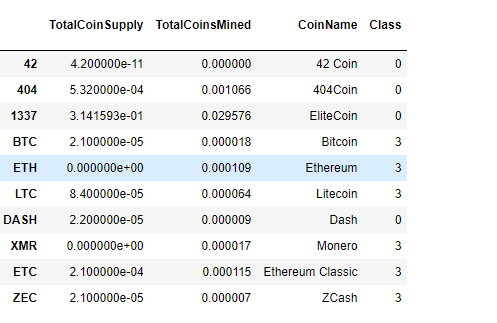 TotalCoinSupply TotalCoinsMined CoinName Class
42 4.200000e-11 0.000000 42 Coin 0
404 5.320000e-04 0.001066 404Coin 0
1337 3.141593e-01 0.029576 EliteCoin 0
BTC 2.100000e-05 0.000018 Bitcoin 3
ETH 0.000000e+00 0.000109 Ethereum 3
LTC 8.400000e-05 0.000064 Litecoin 3
DASH 2.200000e-05 0.000009 Dash 0
XMR 0.000000e+00 0.000017 Monero 3
ETC 2.100000e-04 0.000115 Ethereum Classic 3
ZEC 2.100000e-05 0.000007 ZCash 3